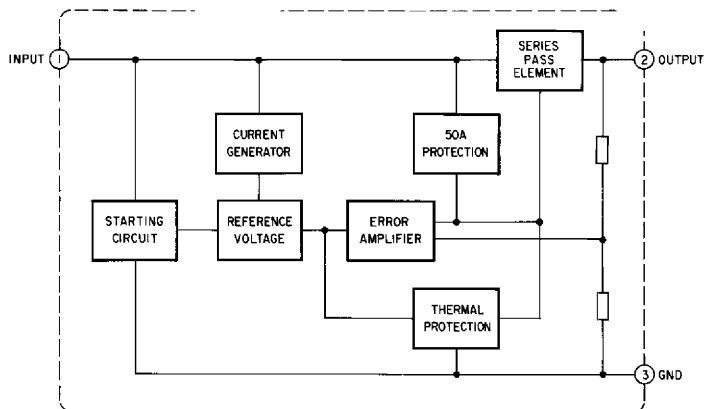 SERIES
PASS
ELEMENT
INPUT
1
2
OUTPUT
CURRENT
GENERATOR
50A
PROTECTION
STARTING
CIRCUIT
REFERENCE
VOLTAGE
ERROR
AMPLIFIER
THERMAL
PROTECTION
3
GND